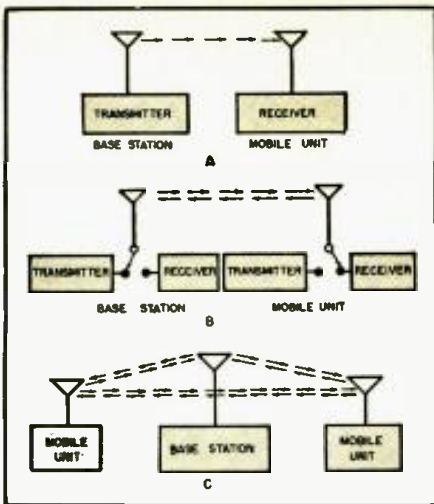 TRANSMITTER RECEIVER
BASE STATION MOBILE UNIT
A
TRANSMITTER RECEIVER TRANSMITTER RECEIVER
BASE STATION MOBILE UNIT
B
MOBILE UNIT BASE STATION MOBILE UNIT
C